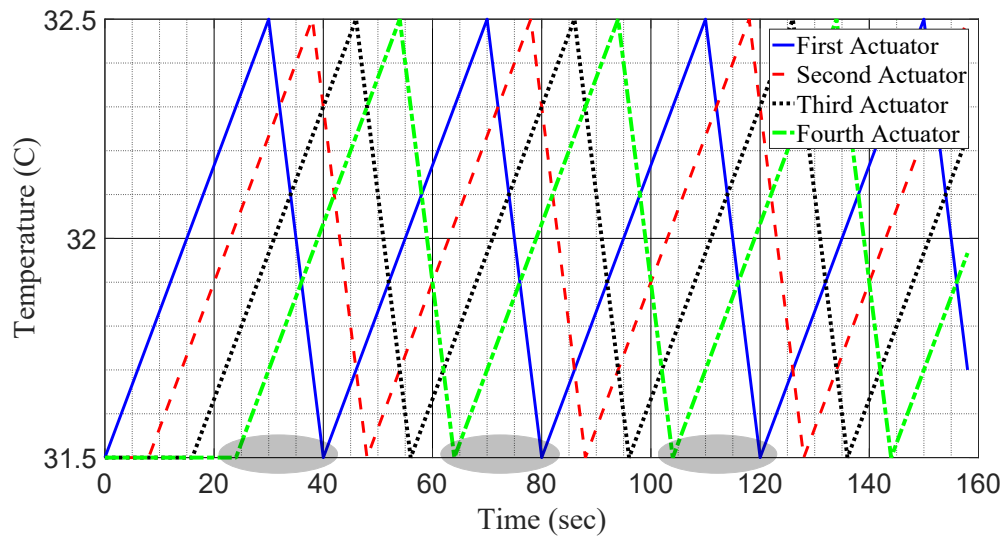 32.5
32
31.5
Temperature (C)
First Actuator
Second Actuator
Third Actuator
Fourth Actuator
0 20 40 60 80 100 120 140 160
Time (sec)